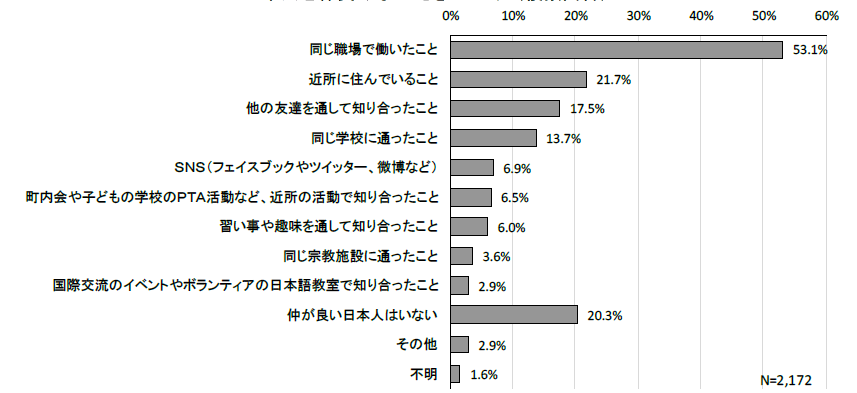 0% 10% 20% 30% 40% 50% 60%
同じ職場で働いたこと 53.1%
近所に住んでいること 21.7%
他の友達を通して知り合ったこと 17.5%
同じ学校に通ったこと 13.7%
SNS(フェイスブックやツイッター、微博など) 6.9%
町内会や子どもの学校のPTA活動など、近所の活動で知り合ったこと 6.5%
習い事や趣味を通して知り合ったこと 6.0%
同じ宗教施設に通ったこと 3.6%
国際交流のイベントやボランティアの日本語教室で知り合ったこと 2.9%
仲が良い日本人はいない 20.3%
その他 2.9%
不明 1.6%
N=2,172